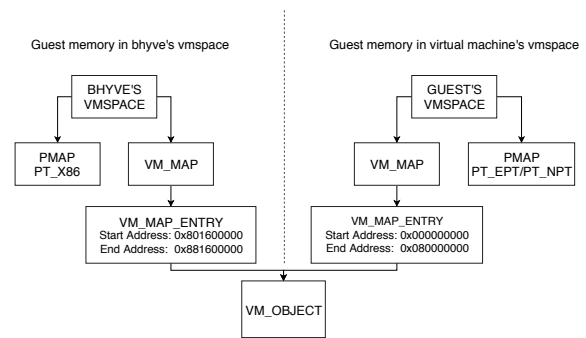 Guest memory in bhyve's vmspace
Guest memory in virtual machine's vmspace
BHYVE'S
VMSPACE
GUEST'S
VMSPACE
PMAP
PT_X86
VM_MAP
VM_MAP
PMAP
PT_EPT/PT_NPT
VM_MAP_ENTRY
Start Address: 0x801600000
End Address: 0x881600000
VM_MAP_ENTRY
Start Address: 0x000000000
End Address: 0x080000000
VM_OBJECT